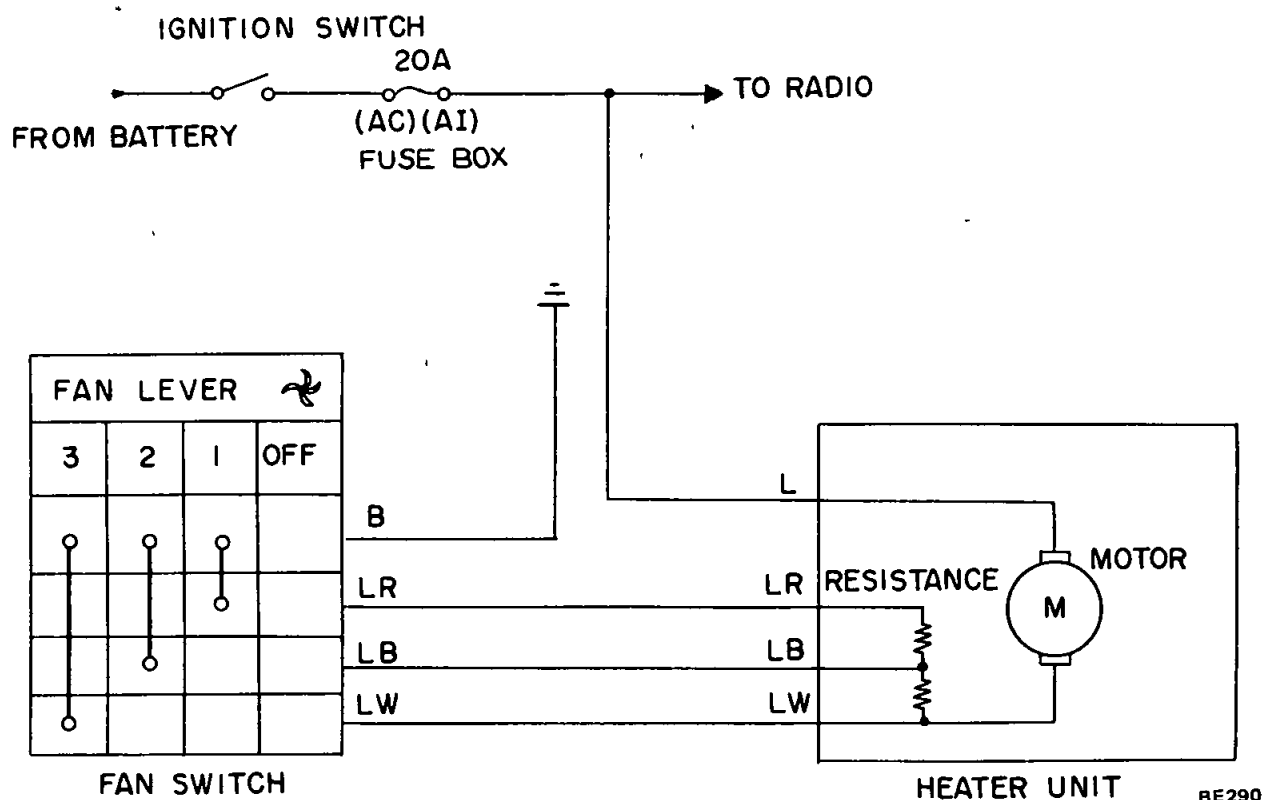 IGNITION SWITCH
20A
TO RADIO
FROM BATTERY
(AC)(AI)
FUSE BOX
FAN LEVER
3 2 1 OFF
B
L
LR
LR
RESISTANCE
MOTOR
M
LB
LB
LW
LW
FAN SWITCH
HEATER UNIT
BE290